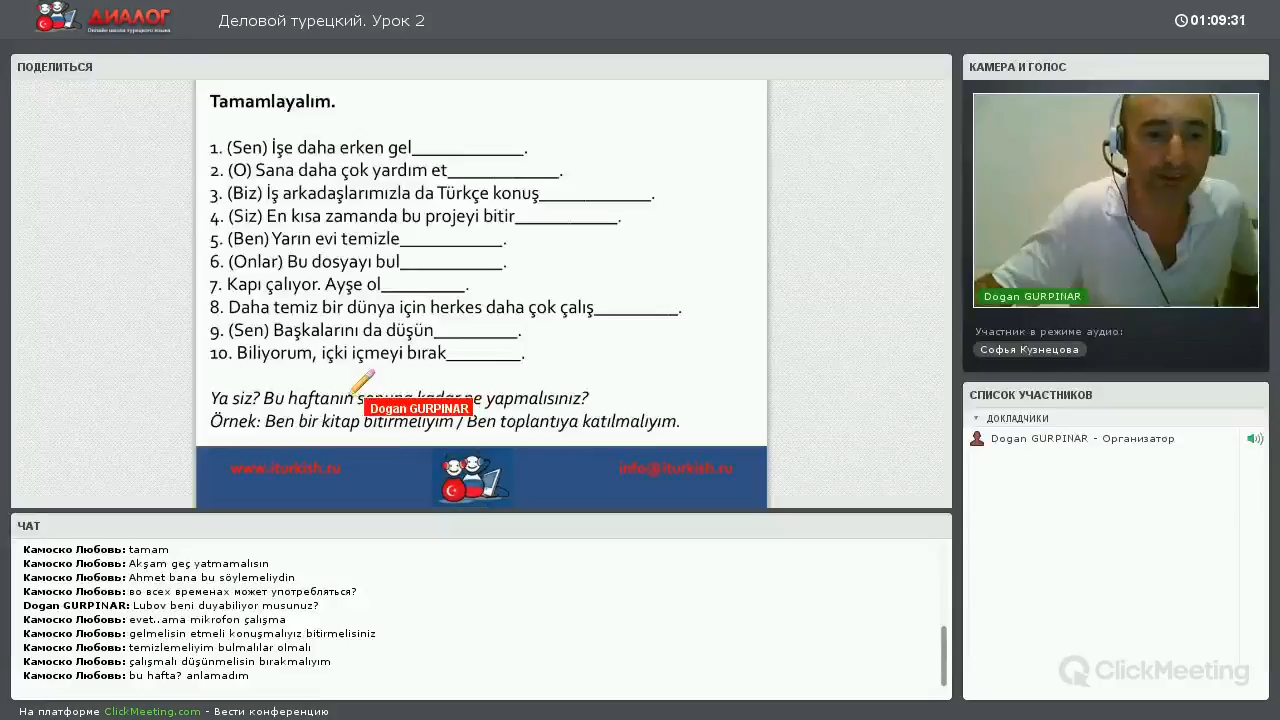 ДИАЛОГ
Онлайн школа турецкого языка
Деловой турецкий. Урок 2
01:09:31
ПОДЕЛИТЬСЯ
Tamamlayalım.
1. (Sen) İşe daha erken gel____________.
2. (O) Sana daha çok yardım et____________.
3. (Biz) İş arkadaşlarımızla da Türkçe konuş____________.
4. (Siz) En kısa zamanda bu projeyi bitir___________.
5. (Ben) Yarın evi temizle___________.
6. (Onlar) Bu dosyayı bul___________.
7. Kapı çalıyor. Ayşe ol_________.
8. Daha temiz bir dünya için herkes daha çok çalış_________.
9. (Sen) Başkalarını da düşün_________.
10. Biliyorum, içki içmeyi bırak________.
Ya siz? Bu haftanın sonuna kadar ne yapmalısınız?
Dogan GURPINAR
Örnek: Ben bir kitap bitirmeliyim / Ben toplantıya katılmalıyım.
www.iturkish.ru
info@iturkish.ru
ЧАТ
Камоско Любовь: tamam
Камоско Любовь: Akşam geç yatmamalısın
Камоско Любовь: Ahmet bana bu söylemeliydin
Камоско Любовь: во всех временах может употребляться?
Dogan GURPINAR: Lubov beni duyabiliyor musunuz?
Камоско Любовь: evet..ama mikrofon çalışma
Камоско Любовь: gelmelisin etmeli konuşmalıyız bitirmelisiniz
Камоско Любовь: temizlemeliyim bulmalılar olmalı
Камоско Любовь: çalışmalı düşünmelisin bırakmalıyım
Камоско Любовь: bu hafta? anlamadım
КАМЕРА И ГОЛОС
Dogan GURPINAR
Участник в режиме аудио:
Софья Кузнецова
СПИСОК УЧАСТНИКОВ
ДОКЛАДЧИКИ
Dogan GURPINAR - Организатор
ClickMeeting
На платформе ClickMeeting.com - Вести конференцию